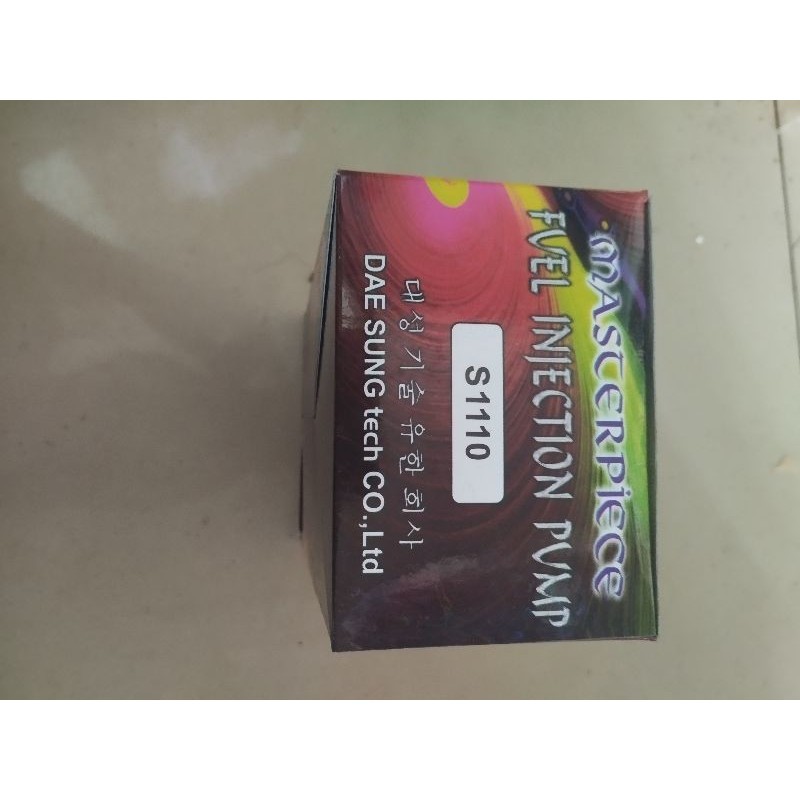 MASTERPIECE
FUEL INJECTION PUMP
S1110
대성기술유한회사
DAE SUNG tech CO.,Ltd